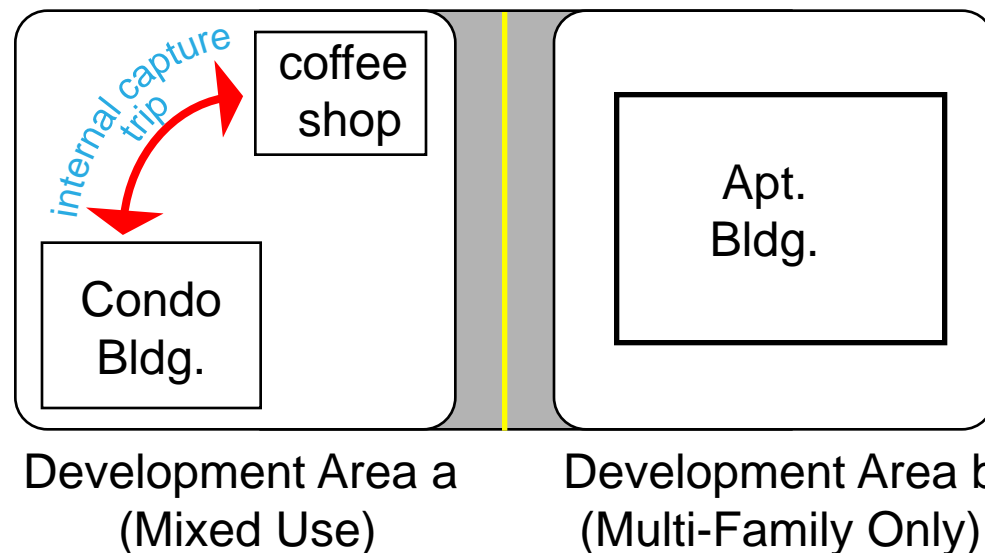 internal capture
trip
coffee
shop
Condo
Bldg.
Apt.
Bldg.
Development Area a
(Mixed Use)
Development Area b
(Multi-Family Only)